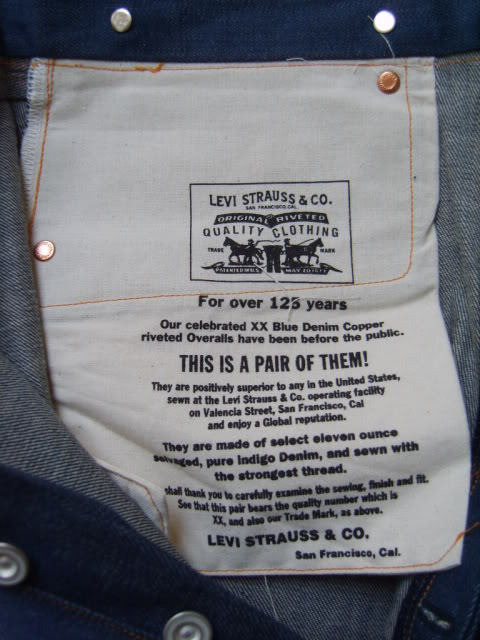 LEVI STRAUSS & CO.
SAN FRANCISCO, CAL.
ORIGINAL RIVETED
QUALITY CLOTHING
TRADE MARK
PATENTED IN U.S. MAY 20 1873
For over 125 years
Our celebrated XX Blue Denim Copper
riveted Overalls have been before the public.
THIS IS A PAIR OF THEM!
They are positively superior to any in the United States,
sewn at the Levi Strauss & Co. operating facility
on Valencia Street, San Francisco, Cal
and enjoy a Global reputation.
They are made of select eleven ounce
selvaged, pure Indigo Denim, and sewn with
the strongest thread.
shall thank you to carefully examine the sewing, finish and fit.
See that this pair bears the quality number which is
XX, and also our Trade Mark, as above.
LEVI STRAUSS & CO.
San Francisco, Cal.